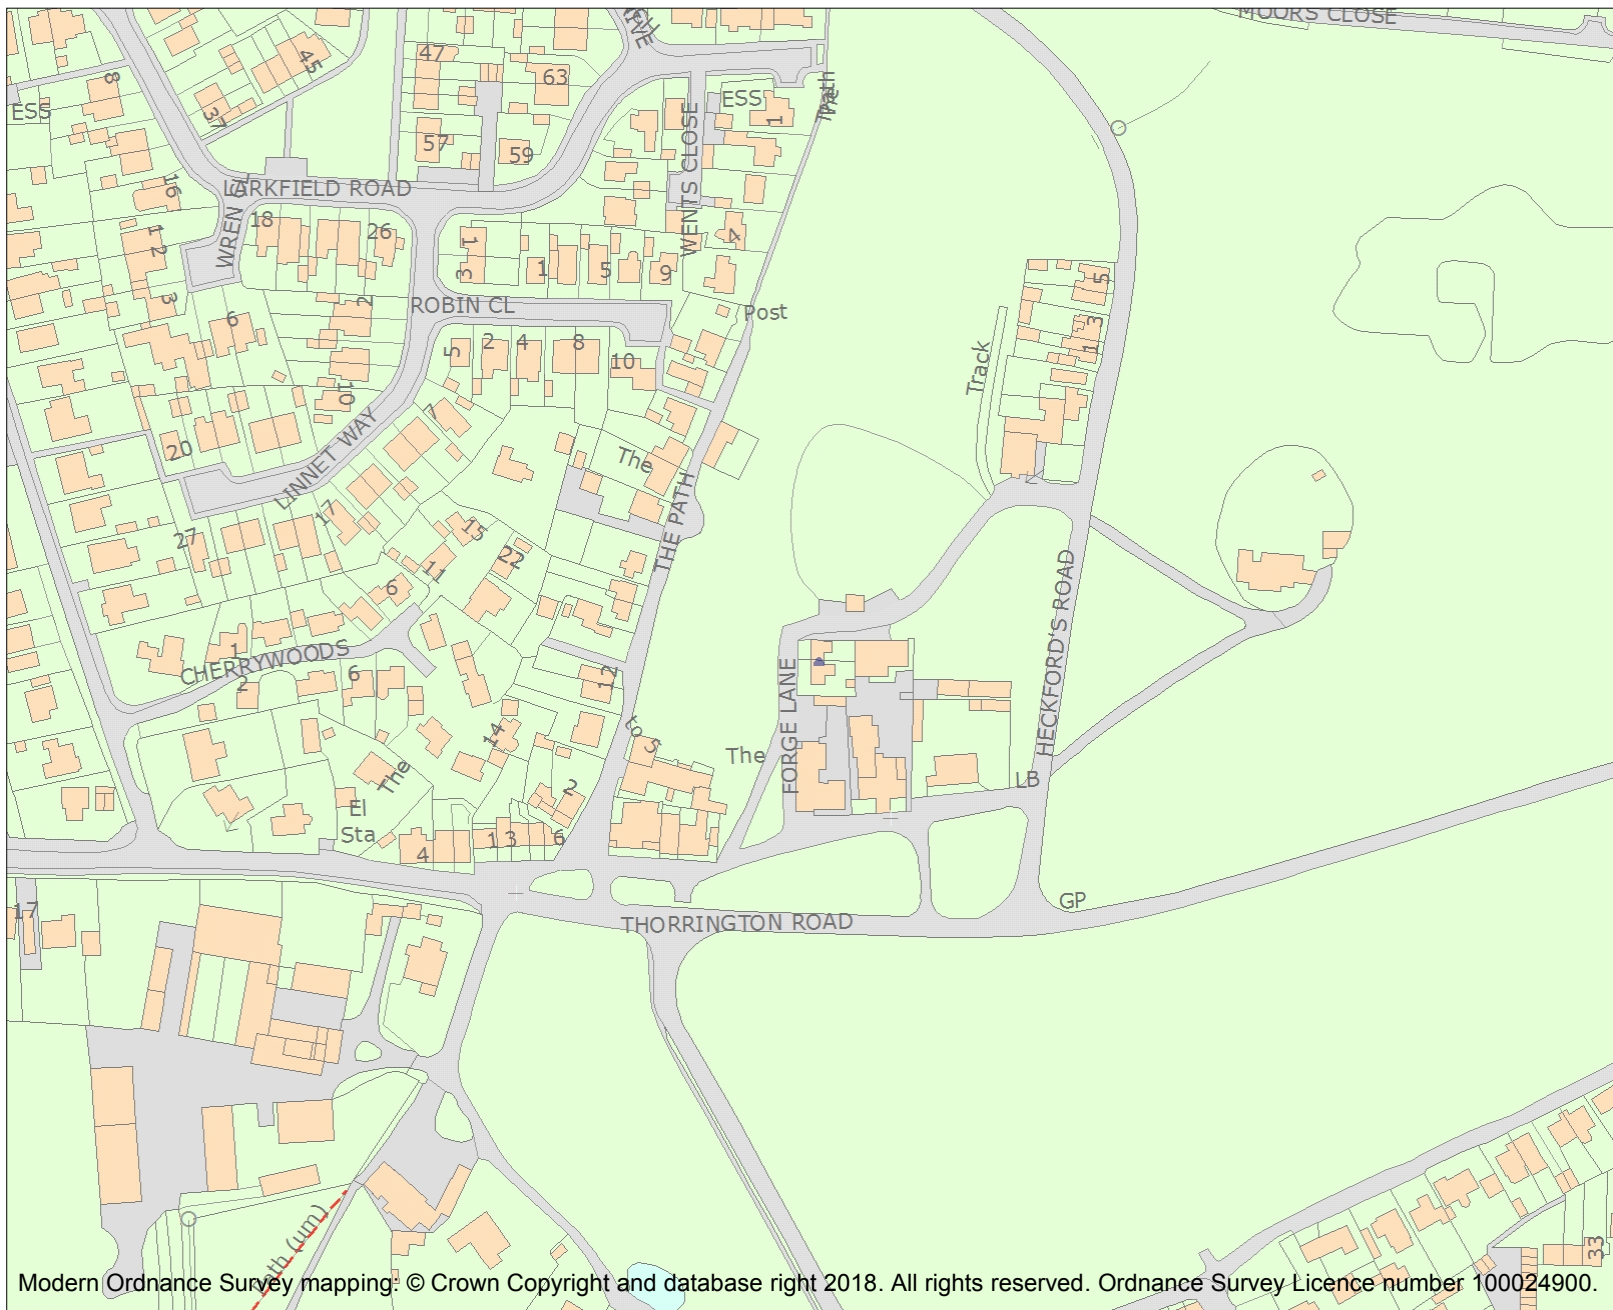 MOORS CLOSE
47
45
8
63
ESS
ESS
37
1
Path
57
59
WENTS CLOSE
LARKFIELD ROAD
16
WREN CL
18
26
12
1
4
3
1
5
9
5
3
2
ROBIN CL
Post
6
3
1
5
2
4
8
10
Track
10
7
20
The
LINNET WAY
17
THE PATH
27
15
22
11
6
HECKFORD'S ROAD
1
CHERRYWOODS
6
2
12
FORGE LANE
14
to 5
The
The
LB
2
El
Sta
4
1 3
6
GP
17
THORRINGTON ROAD
Path (um)
33
Modern Ordnance Survey mapping: © Crown Copyright and database right 2018. All rights reserved. Ordnance Survey Licence number 100024900.